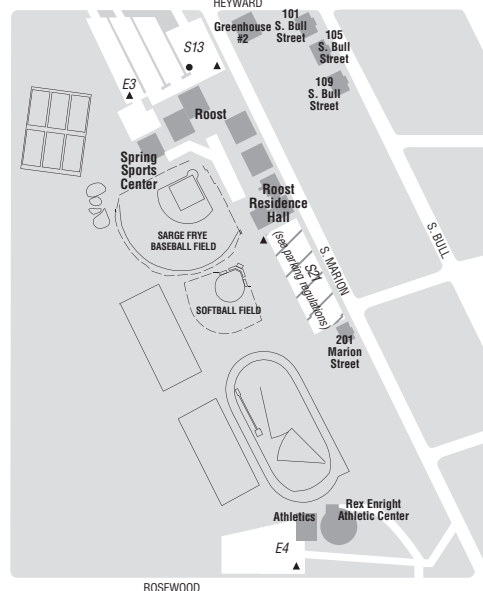 HEYWARD
Greenhouse
#2
101
S. Bull
Street
105
S. Bull
Street
109
S. Bull
Street
S13
E3
Roost
Spring
Sports
Center
Roost
Residence
Hall
SARGE FRYE
BASEBALL FIELD
S21
(see parking
regulations)
S. MARION
S. BULL
SOFTBALL FIELD
201
Marion
Street
Athletics
Rex Enright
Athletic Center
E4
ROSEWOOD